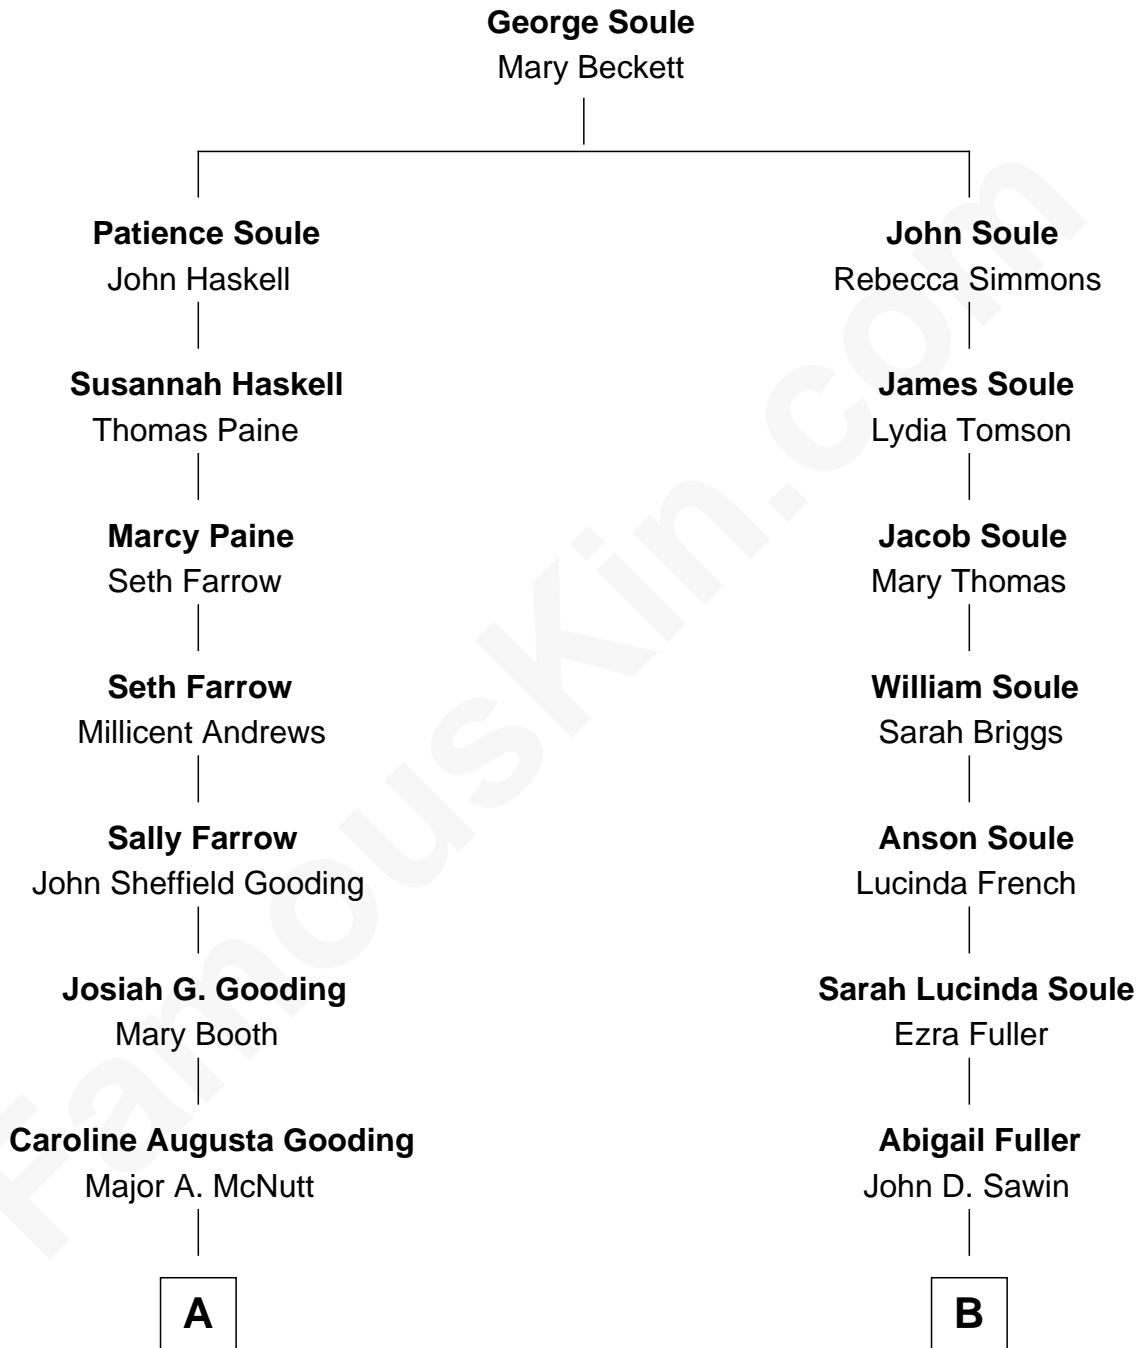 George Soule
Mary Beckett
Patience Soule
John Haskell
John Soule
Rebecca Simmons
Susannah Haskell
Thomas Paine
James Soule
Lydia Tomson
Marcy Paine
Seth Farrow
Jacob Soule
Mary Thomas
Seth Farrow
Millicent Andrews
William Soule
Sarah Briggs
Sally Farrow
John Sheffield Gooding
Anson Soule
Lucinda French
Josiah G. Gooding
Mary Booth
Sarah Lucinda Soule
Ezra Fuller
Caroline Augusta Gooding
Major A. McNutt
Abigail Fuller
John D. Sawin
A
B
FamousKin.com